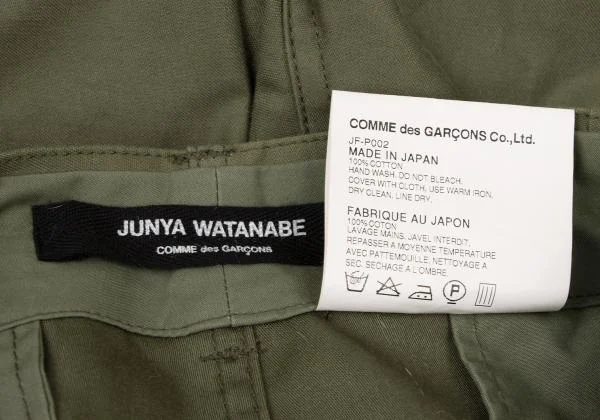 JUNYA WATANABE
COMME des GARÇONS
COMME des GARÇONS Co.,Ltd.
JF-P002
MADE IN JAPAN
100% COTTON
HAND WASH. DO NOT BLEACH.
COVER WITH CLOTH. USE WARM IRON.
DRY CLEAN. LINE DRY.
FABRIQUE AU JAPON
100% COTON
LAVAGE MAINS. JAVEL INTERDIT.
REPASSER A MOYENNE TEMPERATURE
AVEC PATTEMOUILLE. NETTOYAGE A
SEC. SECHAGE A L'OMBRE.
P